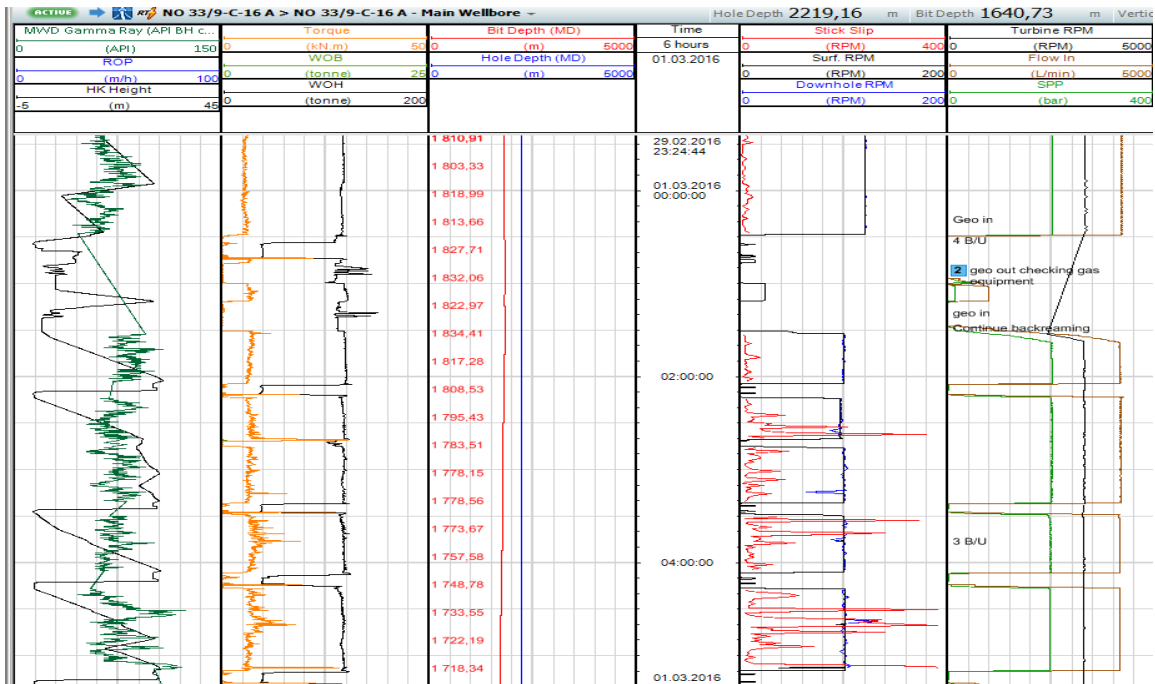 ACTIVE RT NO 33/9-C-16 A > NO 33/9-C-16 A - Main Wellbore Hole Depth 2219,16 m Bit Depth 1640,73 m Vertic
MWD Gamma Ray (API BH c... Torque Bit Depth (MD) Time Stick Slip Turbine RPM
0 (API) 150 0 (kN.m) 50 0 (m) 5000 6 hours 0 (RPM) 400 0 (RPM) 5000
ROP WOB Hole Depth (MD) 01.03.2016 Surf. RPM Flow In
0 (m/h) 100 0 (tonne) 25 0 (m) 5000 0 (RPM) 200 0 (L/min) 5000
HK Height WOH Downhole RPM SPP
-5 (m) 45 0 (tonne) 200 0 (RPM) 200 0 (bar) 400
1 810,91 29.02.2016
23:24:44
1 803,33
1 818,99 01.03.2016
00:00:00
1 813,66 Geo in
1 827,71 4 B/U
1 832,06 2 geo out checking gas
equipment
1 822,97
geo in
1 834,41 Continue backreaming
1 817,28
1 808,53 02:00:00
1 795,43
1 783,51
1 778,15
1 778,56
1 773,67 3 B/U
1 757,58 04:00:00
1 748,78
1 733,55
1 722,19
1 718,34
01.03.2016